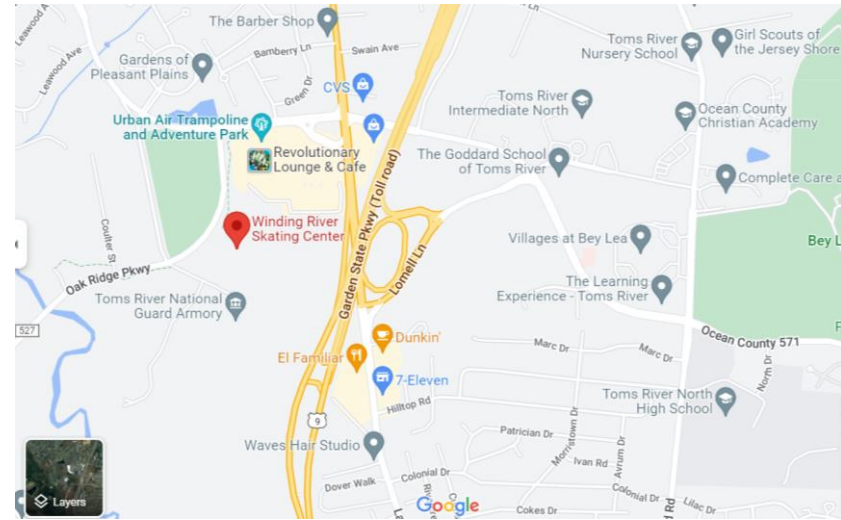 The Barber Shop
Leawood Ave
Leawood Ave
Bamberry Ln
Swain Ave
Gardens of
Pleasant Plains
Green Dr
CVS
Toms River
Nursery School
Girl Scouts of
the Jersey Shore
Urban Air Trampoline
and Adventure Park
Toms River
Intermediate North
Ocean County
Christian Academy
Revolutionary
Lounge & Cafe
Garden State Pkwy (Toll road)
The Goddard School
of Toms River
Complete Care a
Winding River
Skating Center
Coulter St
Oak Ridge Pkwy
Lomell Ln
Villages at Bey Lea
Bey L
Toms River National
Guard Armory
The Learning
Experience - Toms River
527
Ocean County 571
Dunkin'
El Familiar
Marc Dr
Marc Dr
North Dr
7-Eleven
Hilltop Rd
Toms River North
High School
9
Waves Hair Studio
Patrician Dr
Morristown Dr
Ivan Rd
Avrum Dr
Layers
Dover Walk
Colonial Dr
Colonial Dr
Lilac Dr
Google
Cokes Dr
d Rd